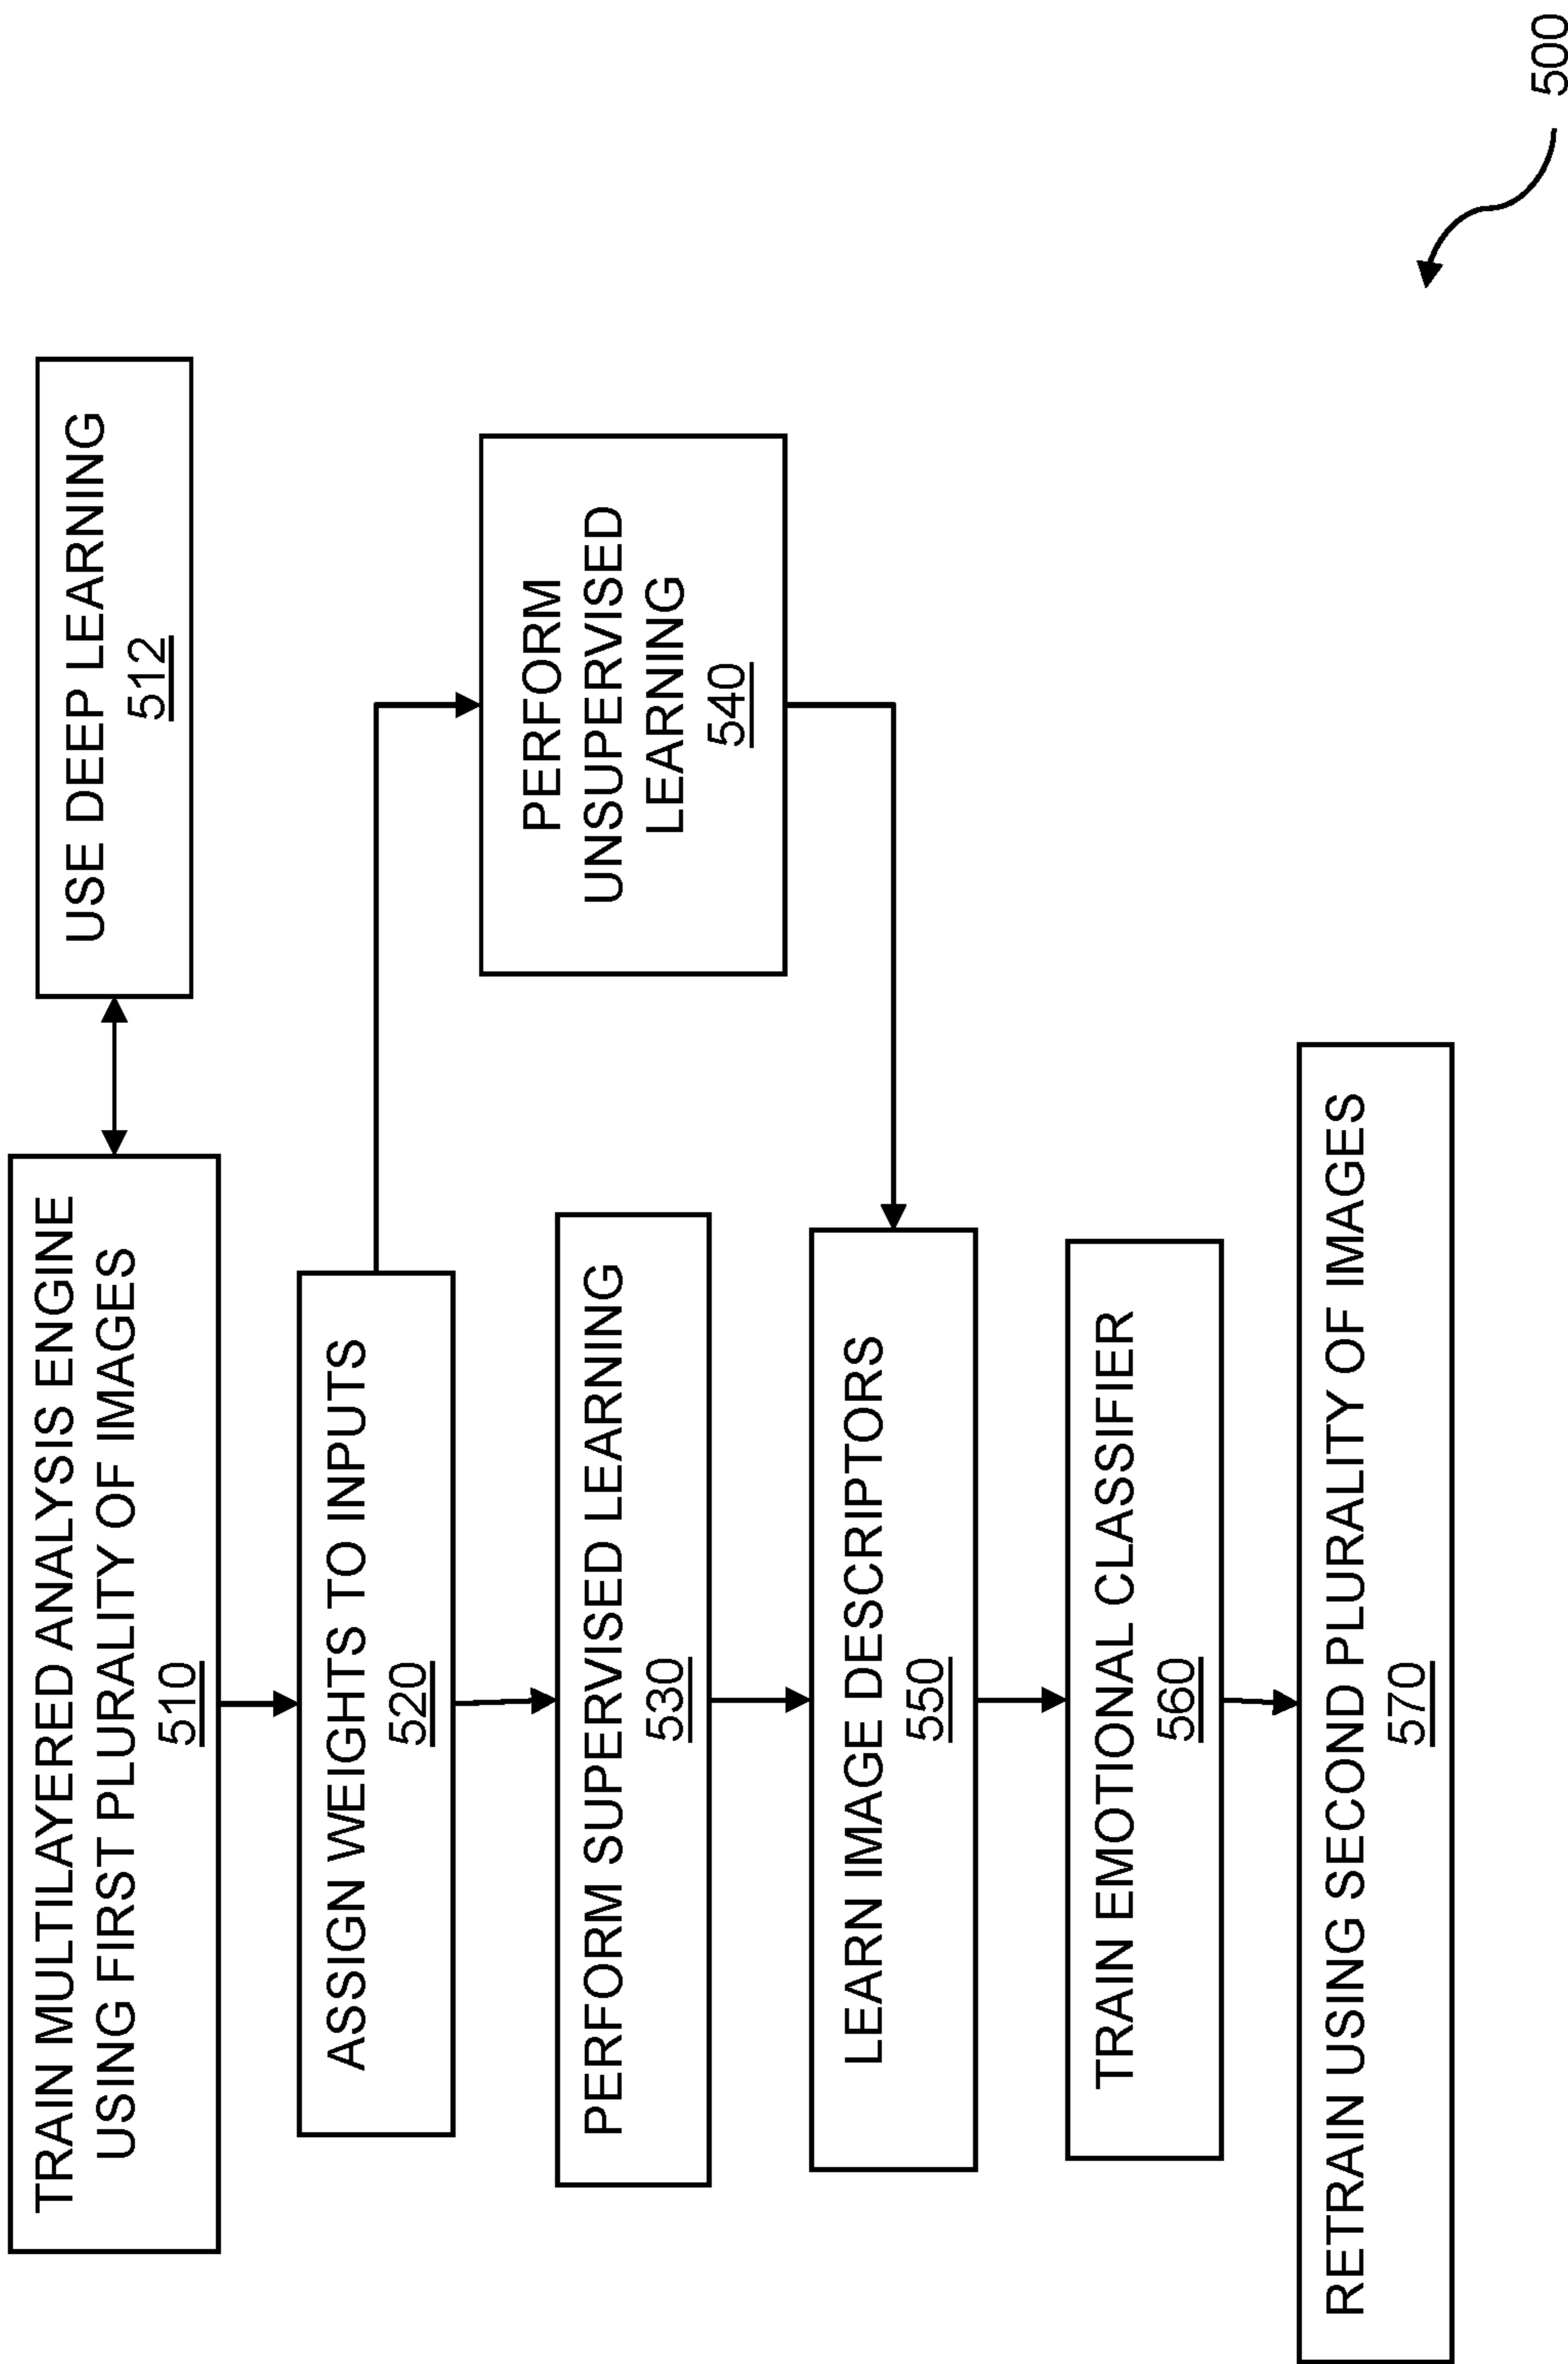 TRAIN MULTILAYERED ANALYSIS ENGINE
USING FIRST PLURALITY OF IMAGES
510
USE DEEP LEARNING
512
ASSIGN WEIGHTS TO INPUTS
520
PERFORM SUPERVISED LEARNING
530
PERFORM
UNSUPERVISED
LEARNING
540
LEARN IMAGE DESCRIPTORS
550
TRAIN EMOTIONAL CLASSIFIER
560
RETRAIN USING SECOND PLURALITY OF IMAGES
570
500